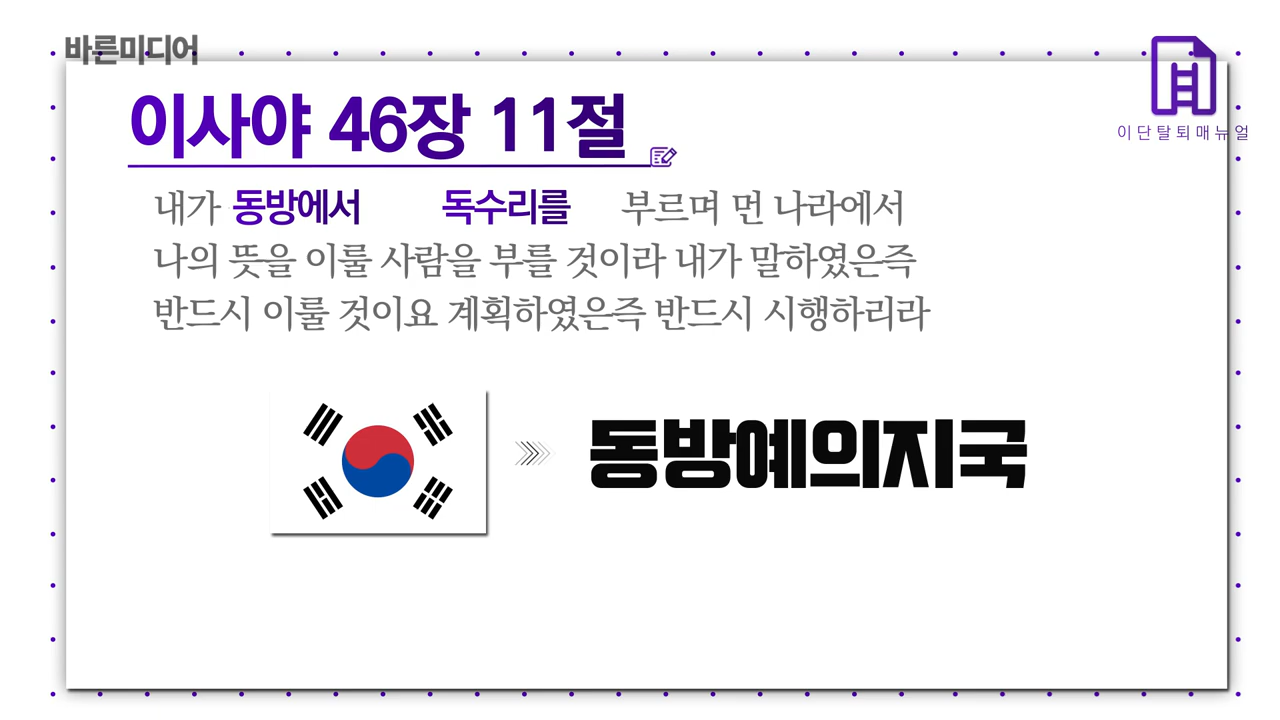 바른미디어
이단탈퇴매뉴얼
이사야 46장 11절
내가 동방에서 독수리를 부르며 먼 나라에서
나의 뜻을 이룰 사람을 부를 것이라 내가 말하였은즉
반드시 이룰 것이요 계획하였은즉 반드시 시행하리라
동방예의지국